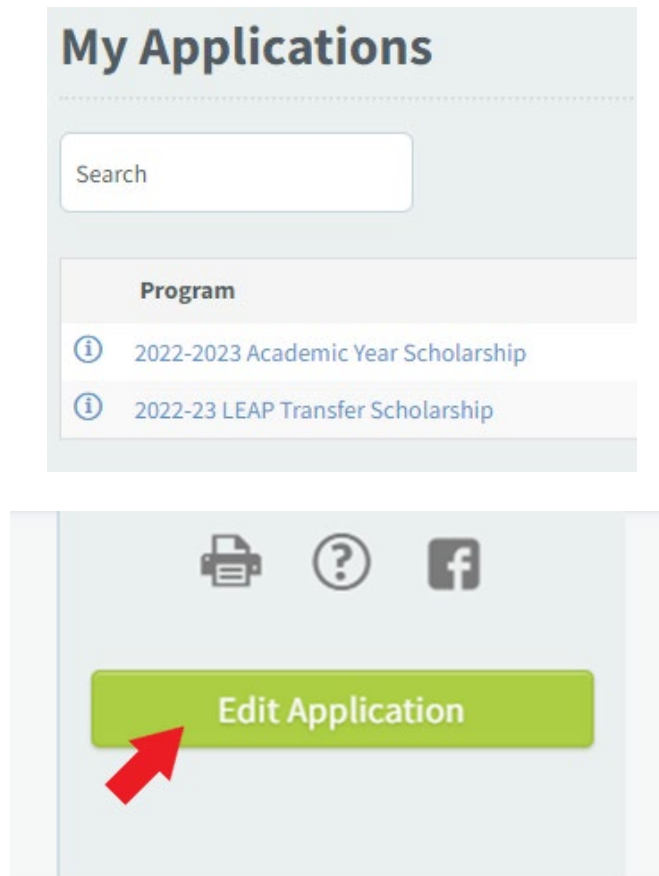 My Applications
Search
Program
2022-2023 Academic Year Scholarship
2022-23 LEAP Transfer Scholarship
Edit Application